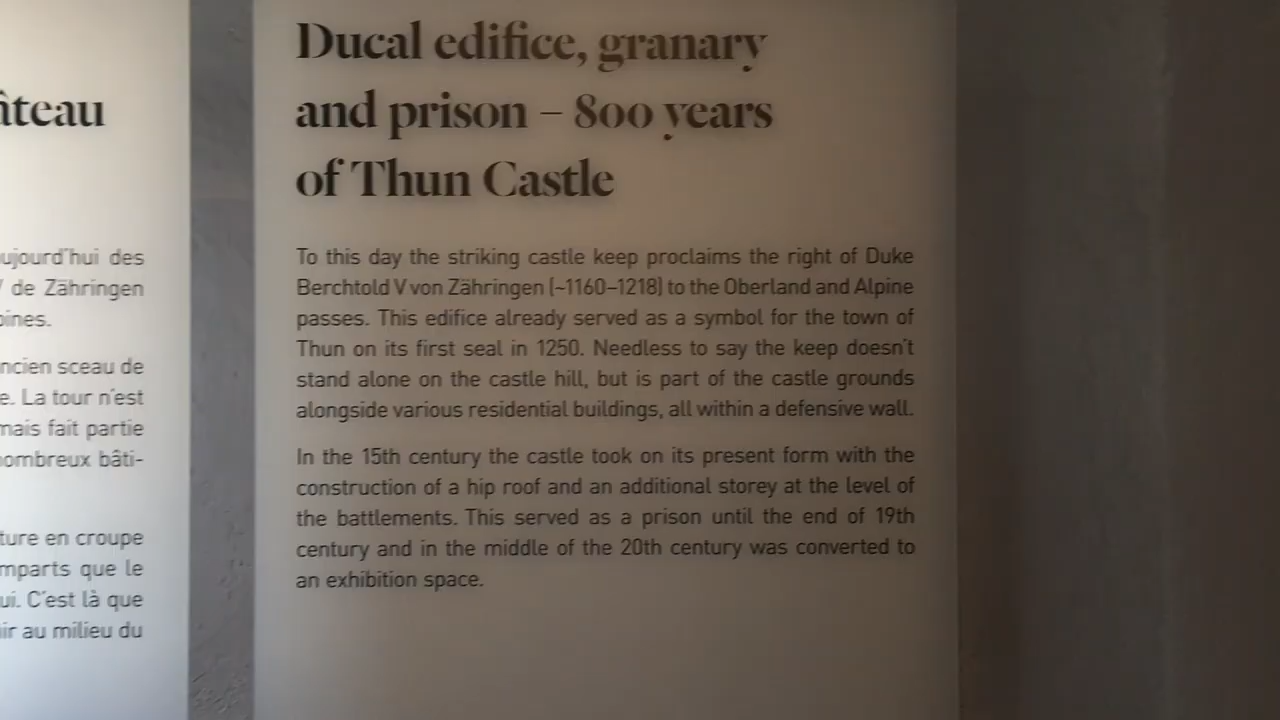 âteau
ujourd'hui des
de Zähringen
ncien sceau de
e. La tour n'est
mais fait partie
ombreux bâti-
ture en croupe
mparts que le
ui. C'est là que
ir au milieu du
Ducal edifice, granary
and prison – 800 years
of Thun Castle
To this day the striking castle keep proclaims the right of Duke
Berchtold V von Zähringen (~1160–1218) to the Oberland and Alpine
passes. This edifice already served as a symbol for the town of
Thun on its first seal in 1250. Needless to say the keep doesn't
stand alone on the castle hill, but is part of the castle grounds
alongside various residential buildings, all within a defensive wall.
In the 15th century the castle took on its present form with the
construction of a hip roof and an additional storey at the level of
the battlements. This served as a prison until the end of 19th
century and in the middle of the 20th century was converted to
an exhibition space.